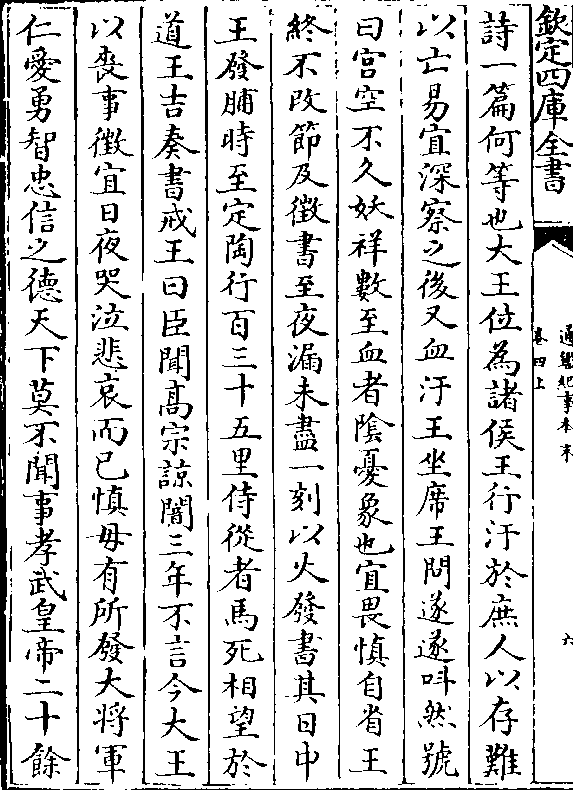 欽定四庫全書
通鑑紀事本末
卷四上
六
詩一篇何等也大王位為諸侯王行汙於庶人以存難
以亡易宜深察之後又血汙王坐席王問遂遂叫然號
曰宫空不久妖祥數至血者陰憂象也宜畏慎自省王
終不改節及徵書至夜漏未盡一刻以火發書其日中
王發脯時至定陶行百三十五里侍從者馬死相望於
道王吉奏書戒王曰臣聞高宗諒闇三年不言今大王
以喪事徵宜日夜哭泣悲哀而已慎毋有所發大將軍
仁愛勇智忠信之德天下莫不聞事孝武皇帝二十餘